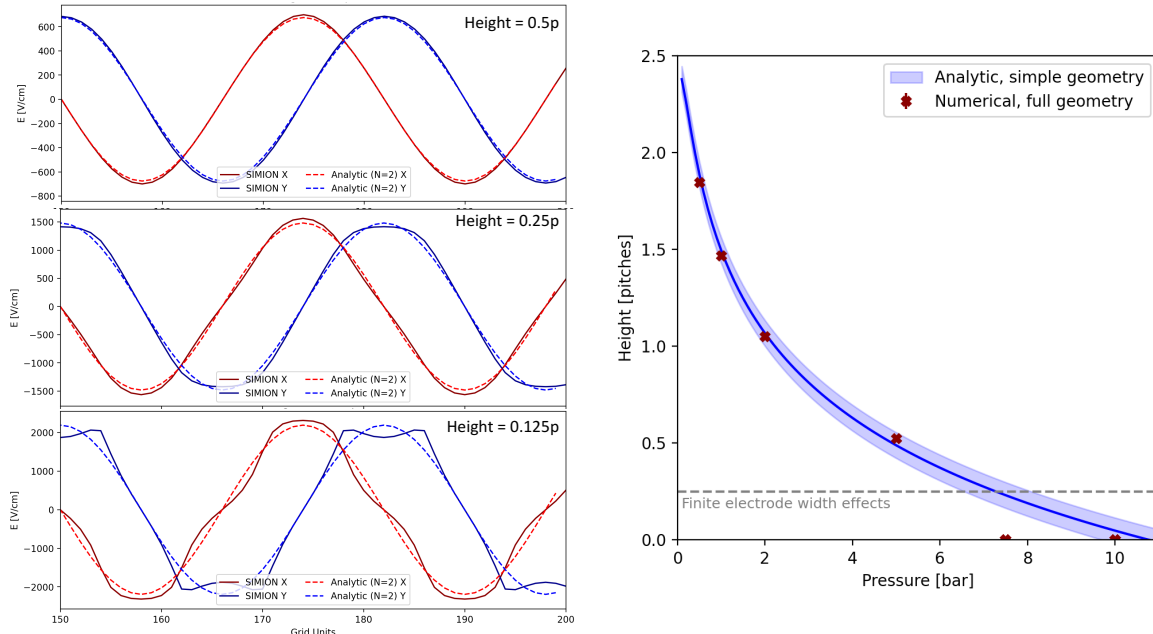 Height = 0.5p
600
400
200
0
−200
−400
−600
−800
E [V/cm]
SIMION X
SIMION Y
Analytic (N=2) X
Analytic (N=2) Y
Height = 0.25p
1500
1000
500
0
−500
−1000
−1500
E [V/cm]
SIMION X
SIMION Y
Analytic (N=2) X
Analytic (N=2) Y
Height = 0.125p
2000
1000
0
−1000
−2000
E [V/cm]
SIMION X
SIMION Y
Analytic (N=2) X
Analytic (N=2) Y
150 160 170 180 190 200
Grid Units
2.5
2.0
1.5
1.0
0.5
0.0
Height [pitches]
Analytic, simple geometry
Numerical, full geometry
Finite electrode width effects
0 2 4 6 8 10
Pressure [bar]